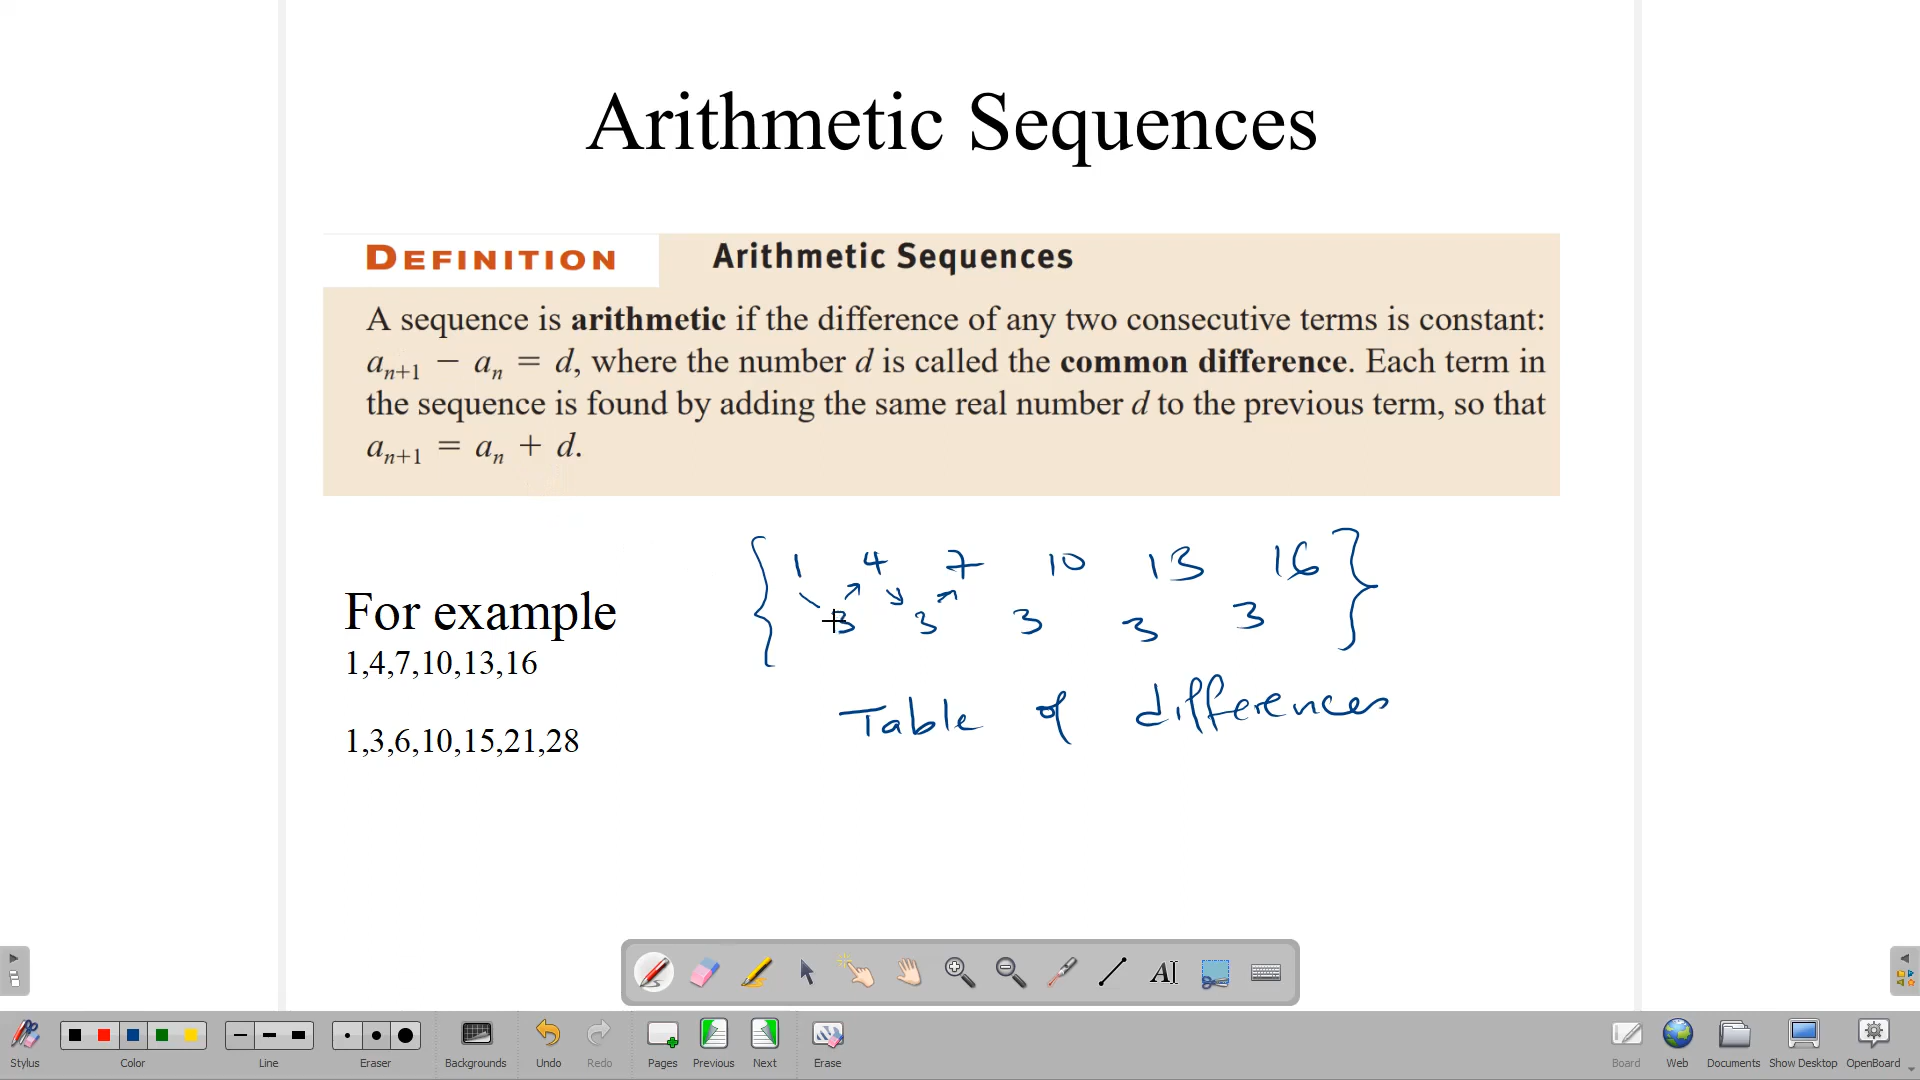 Arithmetic Sequences
DEFINITION Arithmetic Sequences
A sequence is arithmetic if the difference of any two consecutive terms is constant:
aₙ₊₁ − aₙ = d, where the number d is called the common difference. Each term in
the sequence is found by adding the same real number d to the previous term, so that
aₙ₊₁ = aₙ + d.
{ 1 4 7 10 13 16 }
3 3 3 3 3
For example
1,4,7,10,13,16
Table of differences
1,3,6,10,15,21,28
Stylus Color Line Eraser Backgrounds Undo Redo Pages Previous Next Erase Board Web Documents Show Desktop OpenBoard